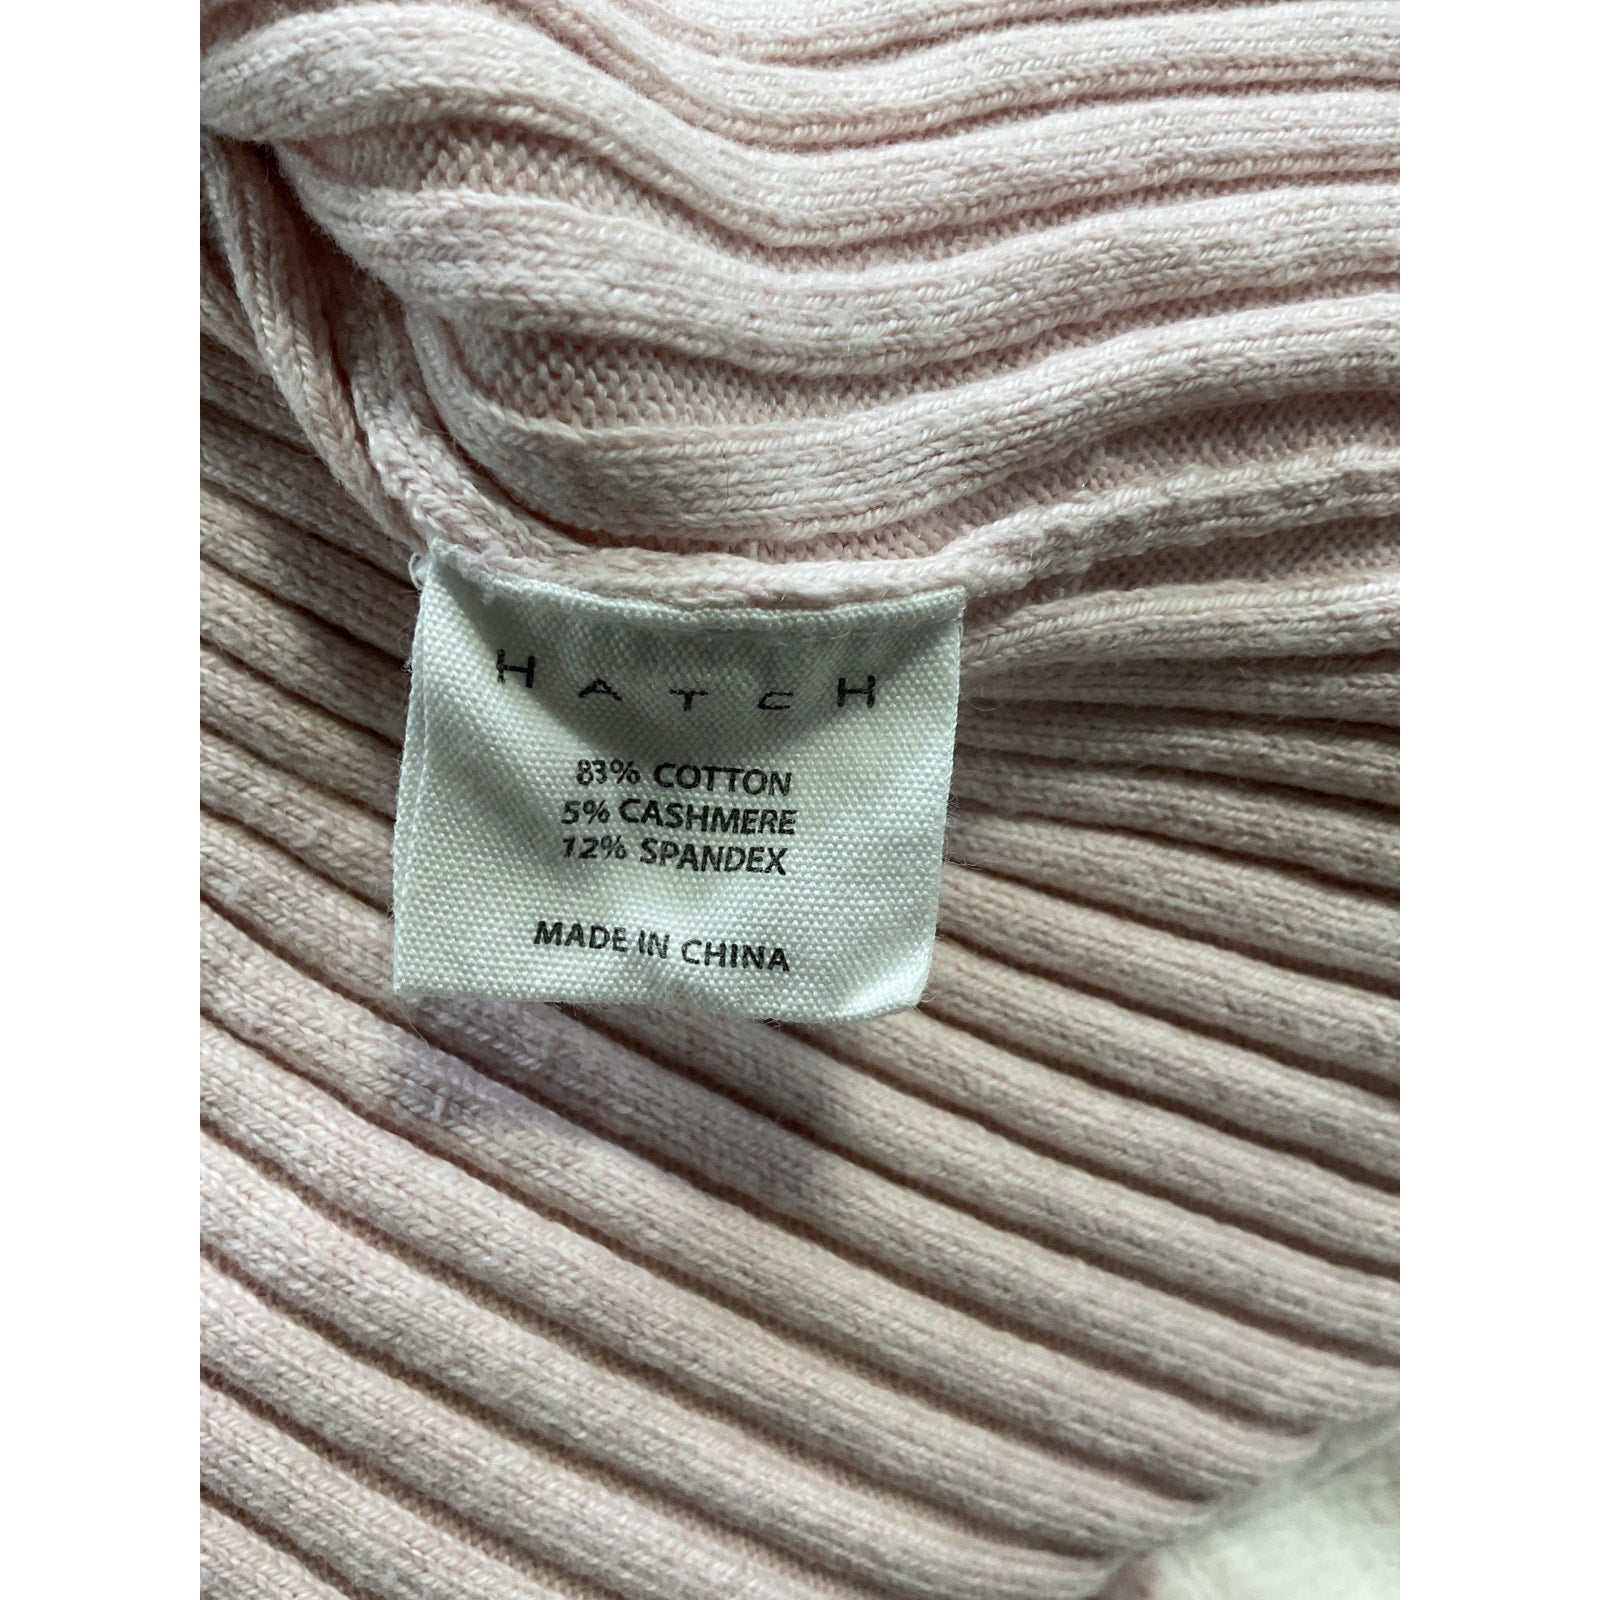 HATCH
83% COTTON
5% CASHMERE
12% SPANDEX
MADE IN CHINA